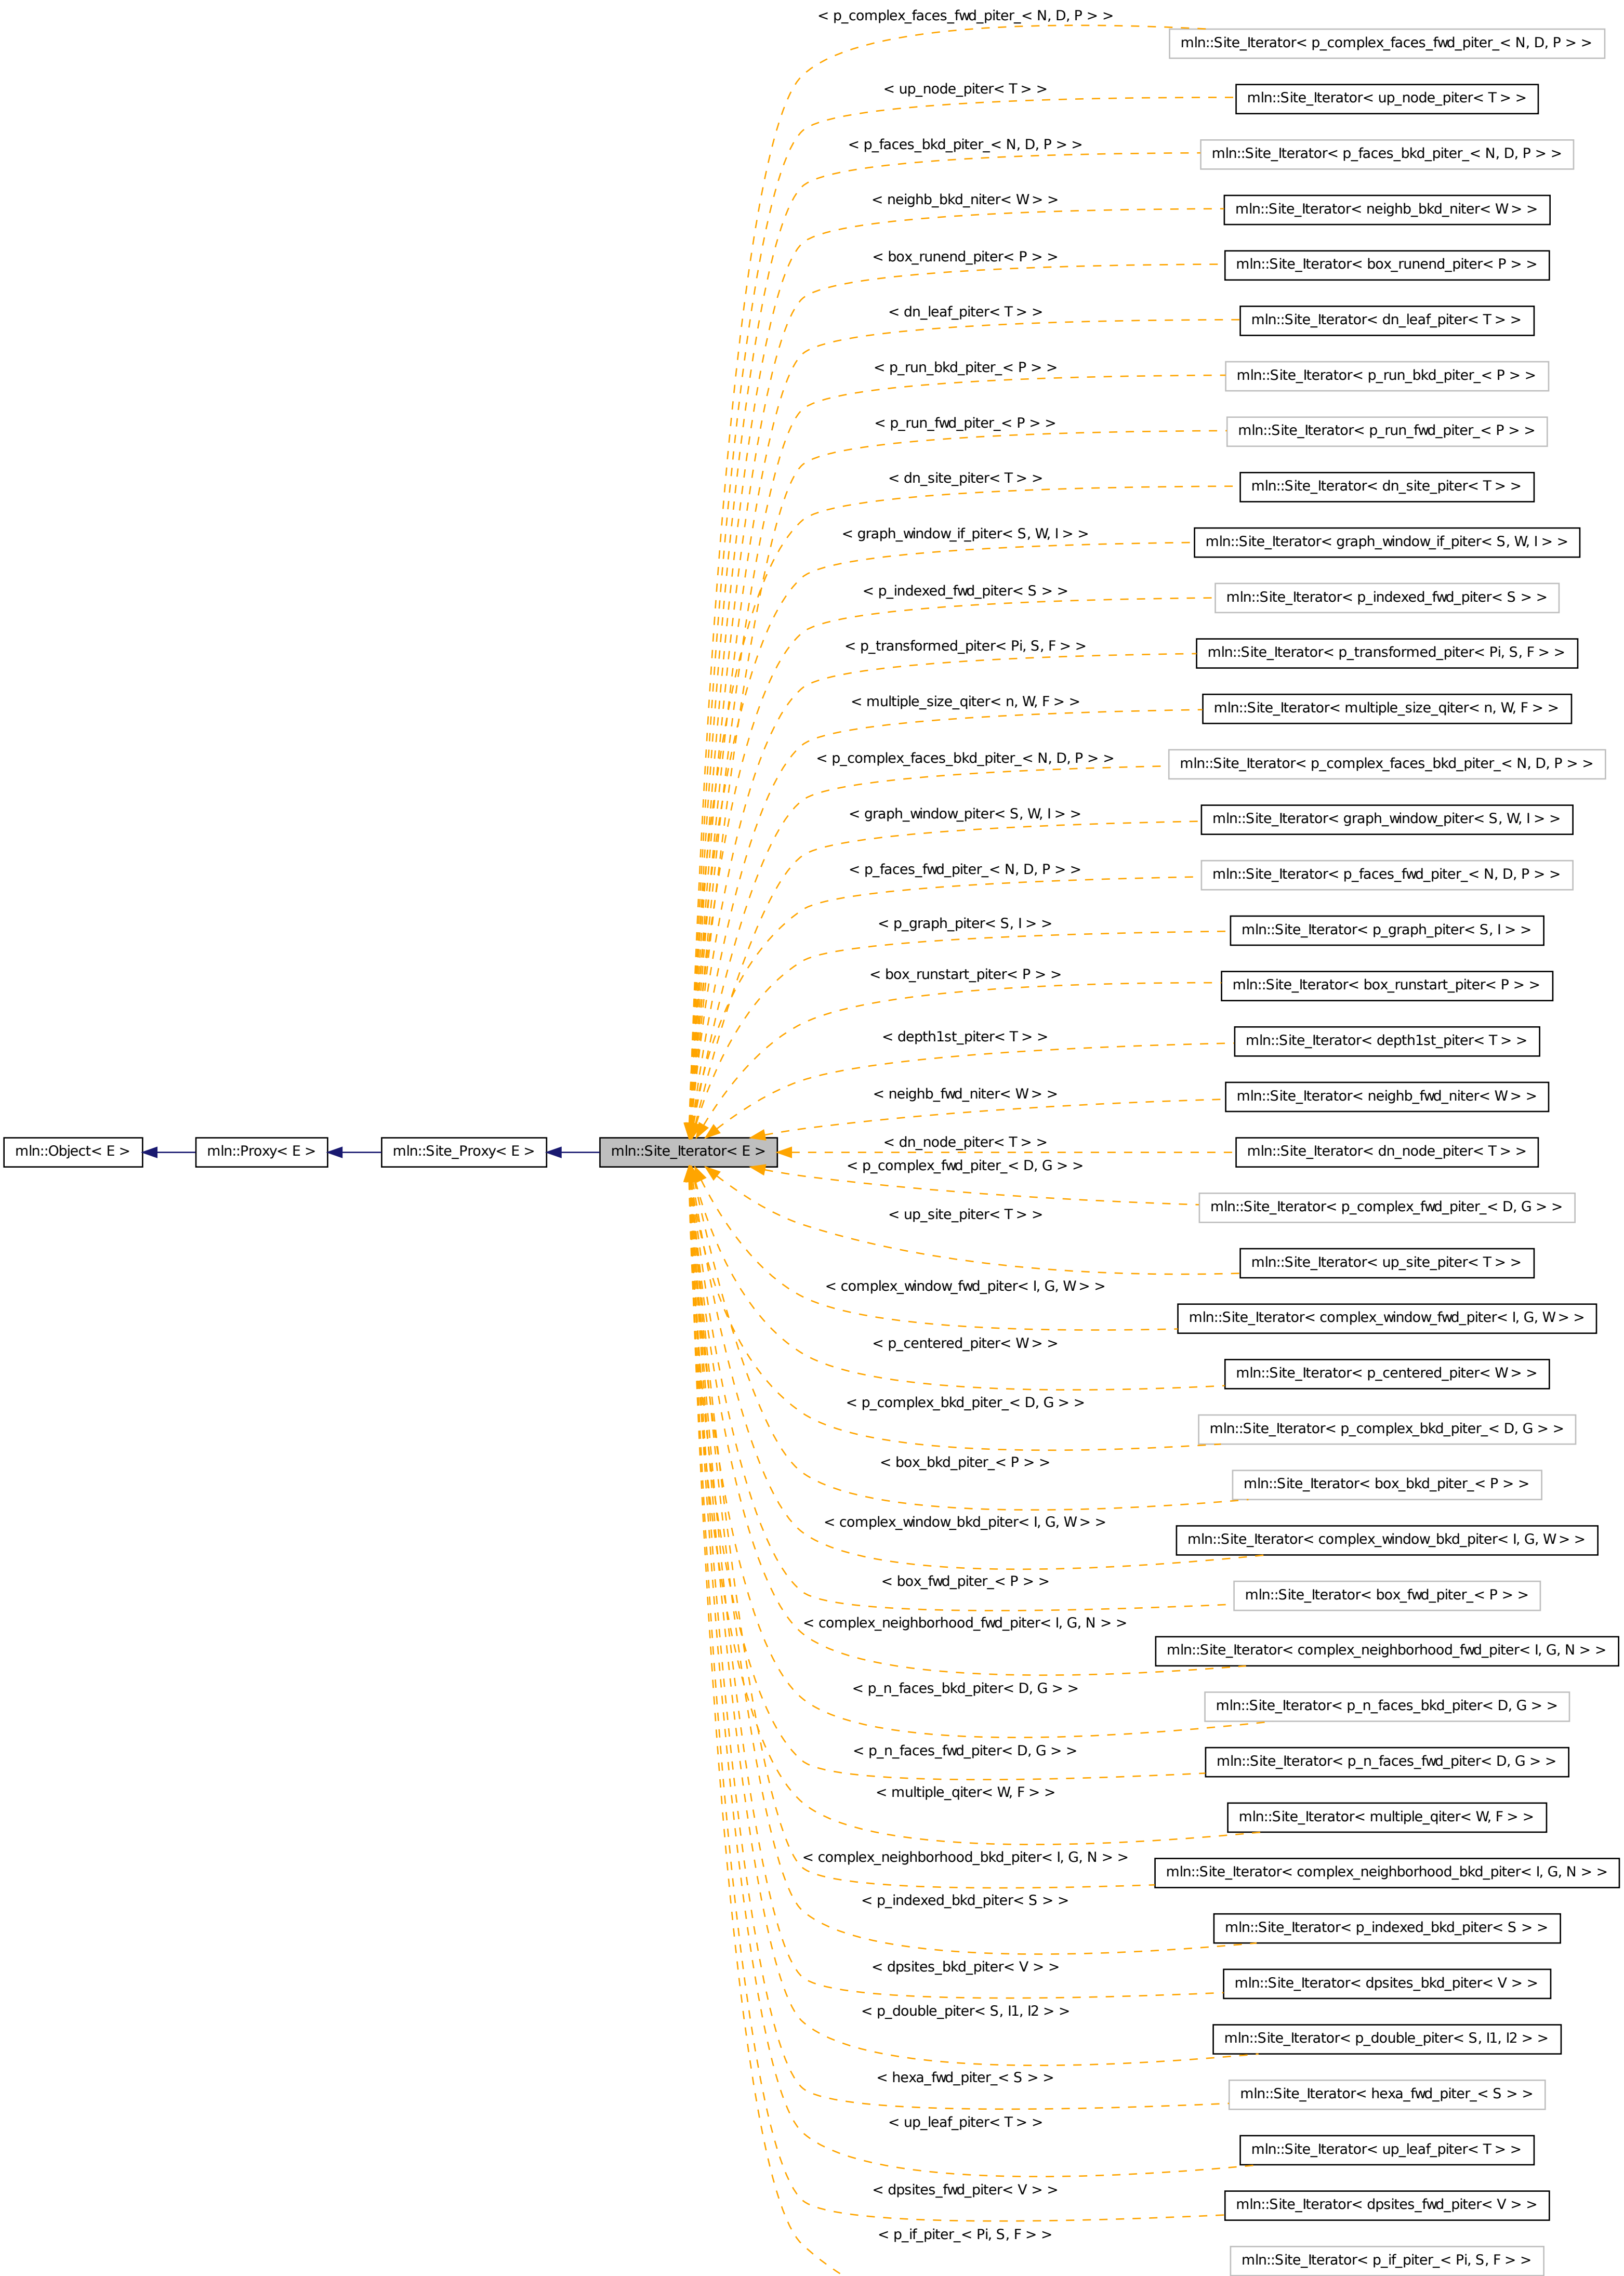 < p_complex_faces_fwd_piter_< N, D, P > >
mln::Site_Iterator< p_complex_faces_fwd_piter_< N, D, P > >
< up_node_piter< T > >
mln::Site_Iterator< up_node_piter< T > >
< p_faces_bkd_piter_< N, D, P > >
mln::Site_Iterator< p_faces_bkd_piter_< N, D, P > >
< neighb_bkd_niter< W > >
mln::Site_Iterator< neighb_bkd_niter< W > >
< box_runend_piter< P > >
mln::Site_Iterator< box_runend_piter< P > >
< dn_leaf_piter< T > >
mln::Site_Iterator< dn_leaf_piter< T > >
< p_run_bkd_piter_< P > >
mln::Site_Iterator< p_run_bkd_piter_< P > >
< p_run_fwd_piter_< P > >
mln::Site_Iterator< p_run_fwd_piter_< P > >
< dn_site_piter< T > >
mln::Site_Iterator< dn_site_piter< T > >
< graph_window_if_piter< S, W, I > >
mln::Site_Iterator< graph_window_if_piter< S, W, I > >
< p_indexed_fwd_piter< S > >
mln::Site_Iterator< p_indexed_fwd_piter< S > >
< p_transformed_piter< Pi, S, F > >
mln::Site_Iterator< p_transformed_piter< Pi, S, F > >
< multiple_size_qiter< n, W, F > >
mln::Site_Iterator< multiple_size_qiter< n, W, F > >
< p_complex_faces_bkd_piter_< N, D, P > >
mln::Site_Iterator< p_complex_faces_bkd_piter_< N, D, P > >
< graph_window_piter< S, W, I > >
mln::Site_Iterator< graph_window_piter< S, W, I > >
< p_faces_fwd_piter_< N, D, P > >
mln::Site_Iterator< p_faces_fwd_piter_< N, D, P > >
< p_graph_piter< S, I > >
mln::Site_Iterator< p_graph_piter< S, I > >
< box_runstart_piter< P > >
mln::Site_Iterator< box_runstart_piter< P > >
< depth1st_piter< T > >
mln::Site_Iterator< depth1st_piter< T > >
< neighb_fwd_niter< W > >
mln::Site_Iterator< neighb_fwd_niter< W > >
mln::Object< E >
mln::Proxy< E >
mln::Site_Proxy< E >
mln::Site_Iterator< E >
< dn_node_piter< T > >
mln::Site_Iterator< dn_node_piter< T > >
< p_complex_fwd_piter_< D, G > >
mln::Site_Iterator< p_complex_fwd_piter_< D, G > >
< up_site_piter< T > >
mln::Site_Iterator< up_site_piter< T > >
< complex_window_fwd_piter< I, G, W > >
mln::Site_Iterator< complex_window_fwd_piter< I, G, W > >
< p_centered_piter< W > >
mln::Site_Iterator< p_centered_piter< W > >
< p_complex_bkd_piter_< D, G > >
mln::Site_Iterator< p_complex_bkd_piter_< D, G > >
< box_bkd_piter_< P > >
mln::Site_Iterator< box_bkd_piter_< P > >
< complex_window_bkd_piter< I, G, W > >
mln::Site_Iterator< complex_window_bkd_piter< I, G, W > >
< box_fwd_piter_< P > >
mln::Site_Iterator< box_fwd_piter_< P > >
< complex_neighborhood_fwd_piter< I, G, N > >
mln::Site_Iterator< complex_neighborhood_fwd_piter< I, G, N > >
< p_n_faces_bkd_piter< D, G > >
mln::Site_Iterator< p_n_faces_bkd_piter< D, G > >
< p_n_faces_fwd_piter< D, G > >
mln::Site_Iterator< p_n_faces_fwd_piter< D, G > >
< multiple_qiter< W, F > >
mln::Site_Iterator< multiple_qiter< W, F > >
< complex_neighborhood_bkd_piter< I, G, N > >
mln::Site_Iterator< complex_neighborhood_bkd_piter< I, G, N > >
< p_indexed_bkd_piter< S > >
mln::Site_Iterator< p_indexed_bkd_piter< S > >
< dpsites_bkd_piter< V > >
mln::Site_Iterator< dpsites_bkd_piter< V > >
< p_double_piter< S, I1, I2 > >
mln::Site_Iterator< p_double_piter< S, I1, I2 > >
< hexa_fwd_piter_< S > >
mln::Site_Iterator< hexa_fwd_piter_< S > >
< up_leaf_piter< T > >
mln::Site_Iterator< up_leaf_piter< T > >
< dpsites_fwd_piter< V > >
mln::Site_Iterator< dpsites_fwd_piter< V > >
< p_if_piter_< Pi, S, F > >
mln::Site_Iterator< p_if_piter_< Pi, S, F > >